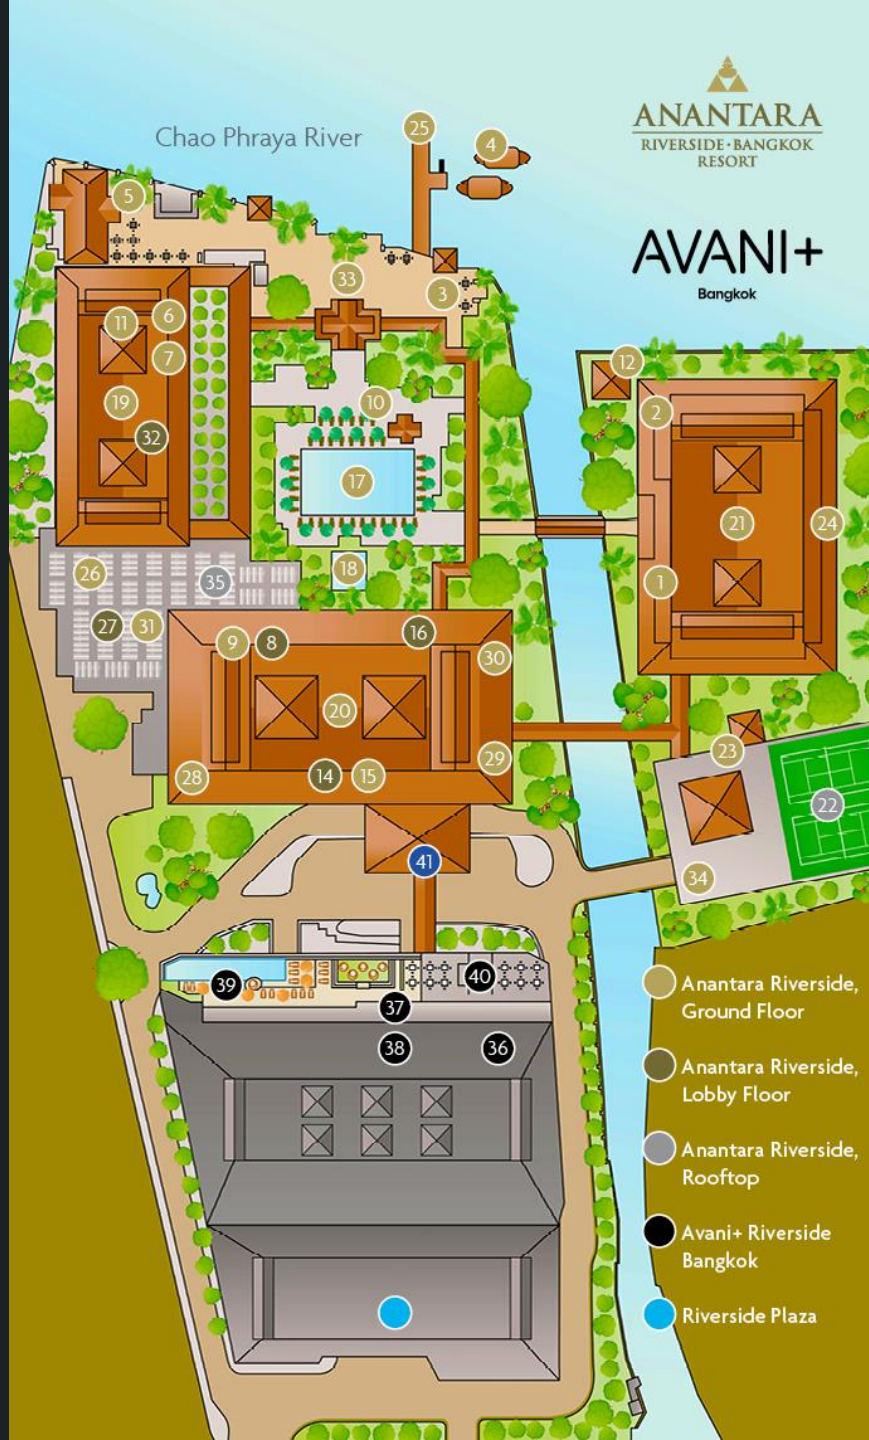 ANANTARA
RIVERSIDE · BANGKOK
RESORT
Chao Phraya River
25
4
5
AVANI+
Bangkok
33
3
11
6
7
12
19
10
2
32
17
21
24
26
35
18
1
27
31
9
8
16
30
20
28
14
15
29
23
22
41
34
39
40
37
38
36
Anantara Riverside,
Ground Floor
Anantara Riverside,
Lobby Floor
Anantara Riverside,
Rooftop
Avani+ Riverside
Bangkok
Riverside Plaza